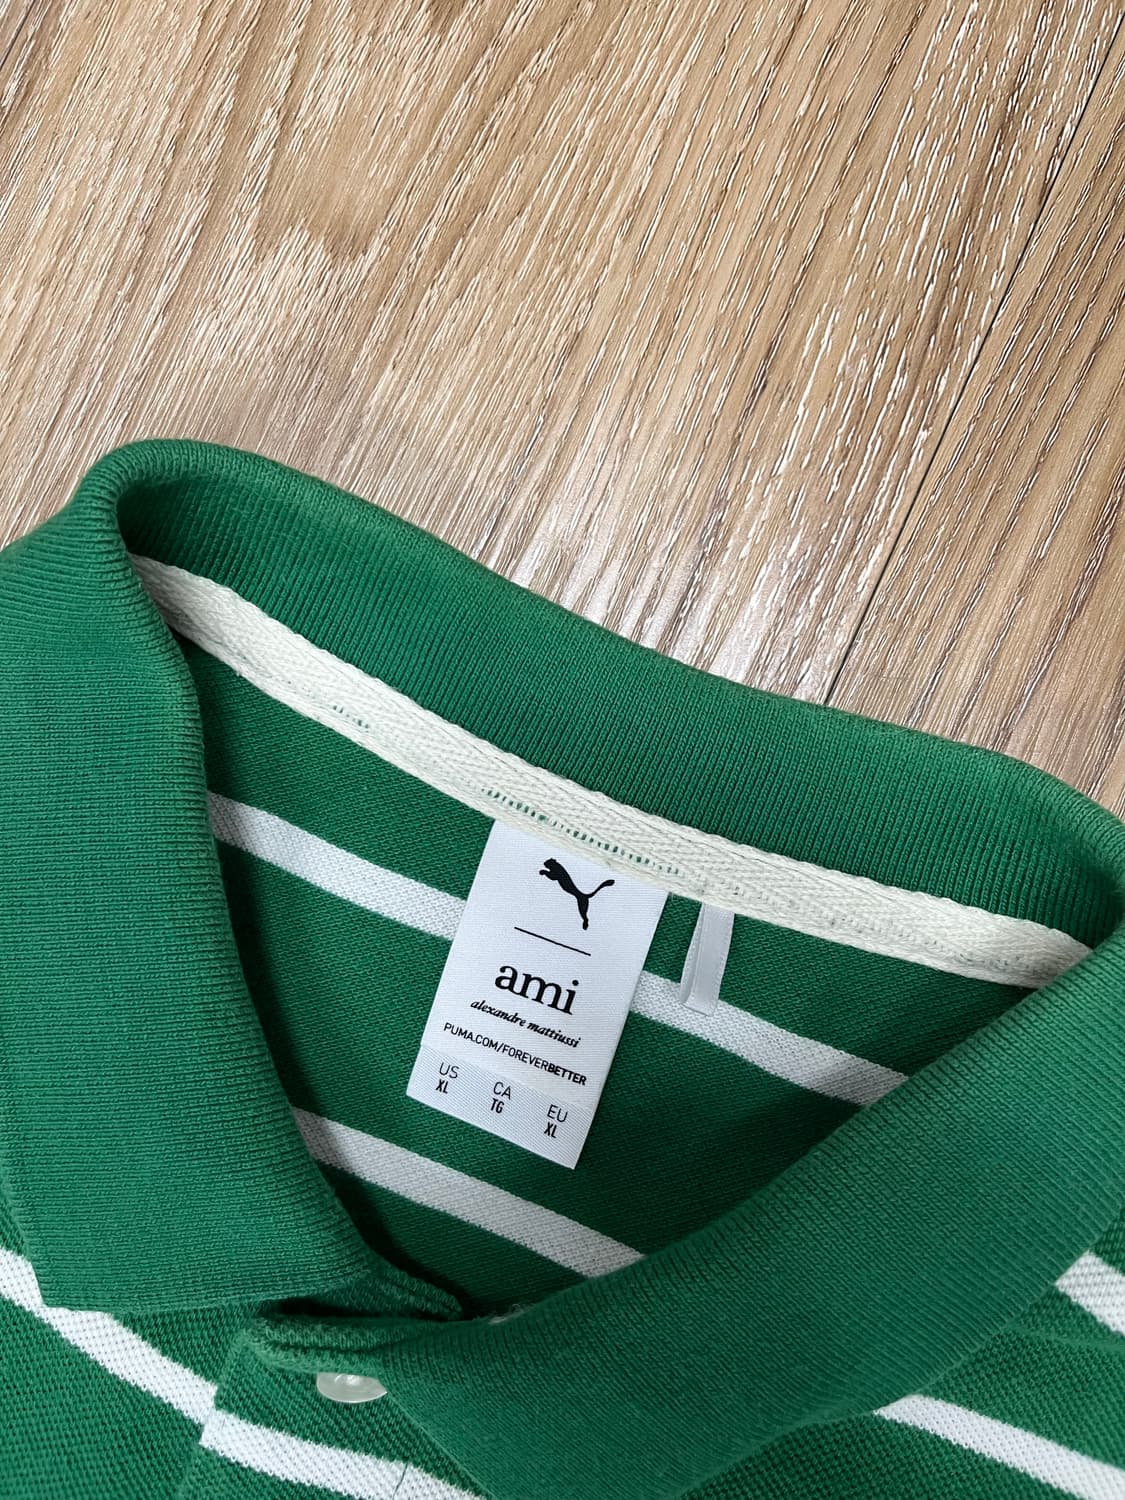 ami
alexandre mattiussi
PUMA.COM/FOREVERBETTER
US CA EU
XL TG XL